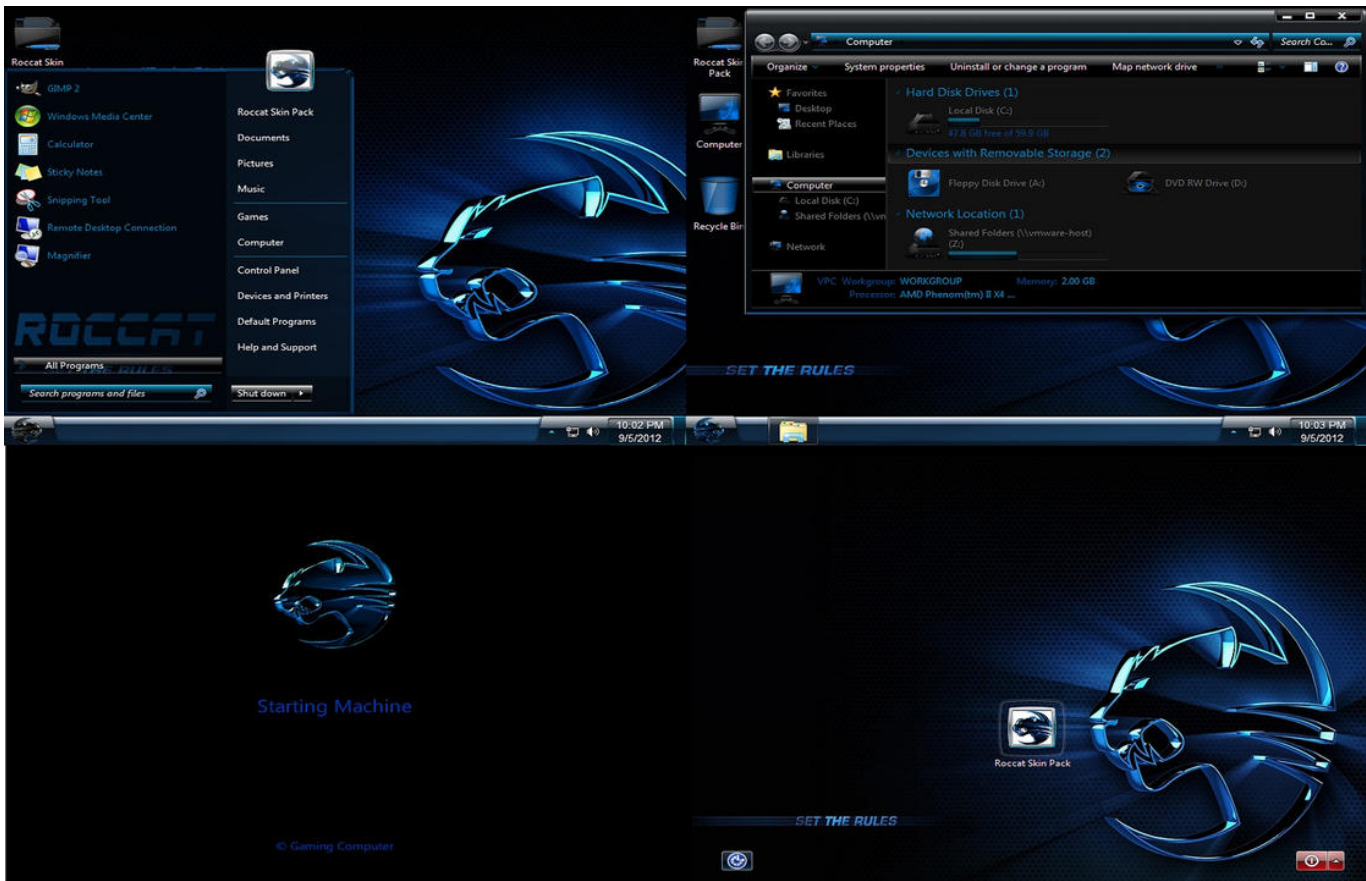 Roccat Skin
GIMP 2
Windows Media Center
Calculator
Sticky Notes
Snipping Tool
Remote Desktop Connection
Magnifier
ROCCAT
All Programs
THE RULES
Search programs and files
Roccat Skin Pack
Documents
Pictures
Music
Games
Computer
Control Panel
Devices and Printers
Default Programs
Help and Support
Shut down
10:02 PM
9/5/2012
Roccat Skin
Pack
Computer
Recycle Bin
Computer
Search Co...
Organize
System properties
Uninstall or change a program
Map network drive
Favorites
Desktop
Recent Places
Libraries
Computer
Local Disk (C:)
Shared Folders (\\vn
Network
Hard Disk Drives (1)
Local Disk (C:)
47.8 GB free of 59.9 GB
Devices with Removable Storage (2)
Floppy Disk Drive (A:)
DVD RW Drive (D:)
Network Location (1)
Shared Folders (\\vmware-host)
(Z:)
VPC Workgroup: WORKGROUP Memory: 2.00 GB
Processor: AMD Phenom(tm) II X4 ...
SET THE RULES
10:03 PM
9/5/2012
Starting Machine
© Gaming Computer
Roccat Skin Pack
SET THE RULES